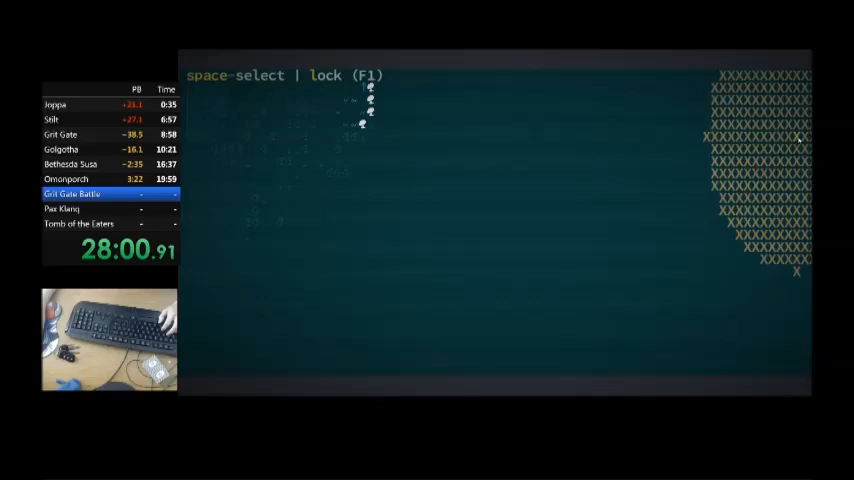 space-select | lock (F1)
PB Time
Joppa +21.1 0:35
Stilt +27.1 6:57
Grit Gate −38.5 8:58
Golgotha −16.1 10:21
Bethesda Susa −2:35 16:37
Omonporch 3:22 19:59
Grit Gate Battle - -
Pax Klanq - -
Tomb of the Eaters - -
28:00.91